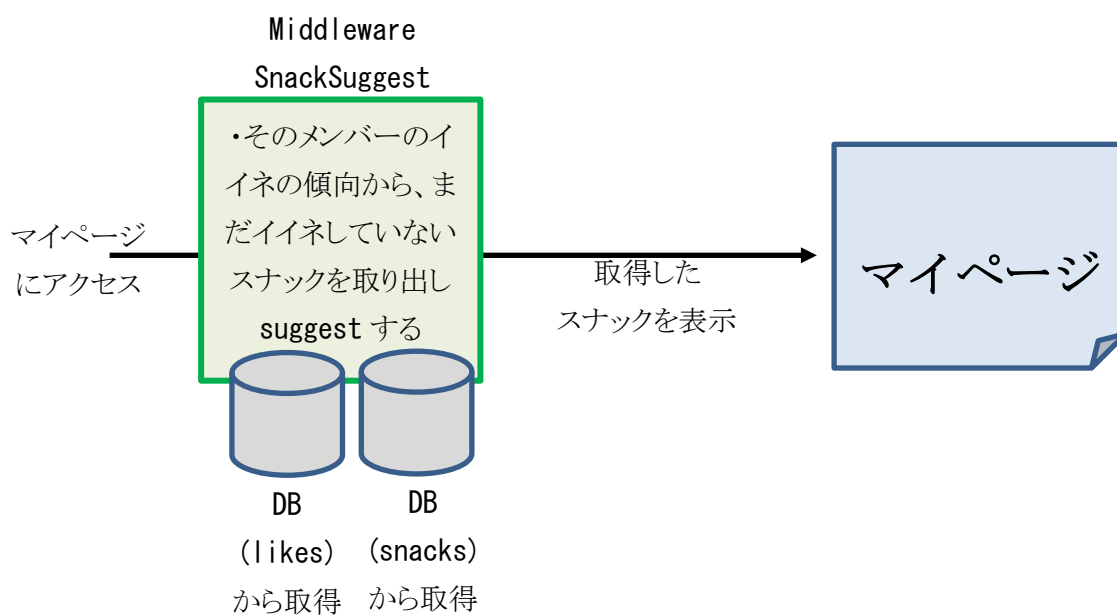 Middleware
SnackSuggest
・そのメンバーのイ
イネの傾向から、ま
だイイネしていない
スナックを取り出し
suggest する
マイページ
にアクセス
取得した
スナックを表示
マイページ
DB
(likes)
から取得
DB
(snacks)
から取得